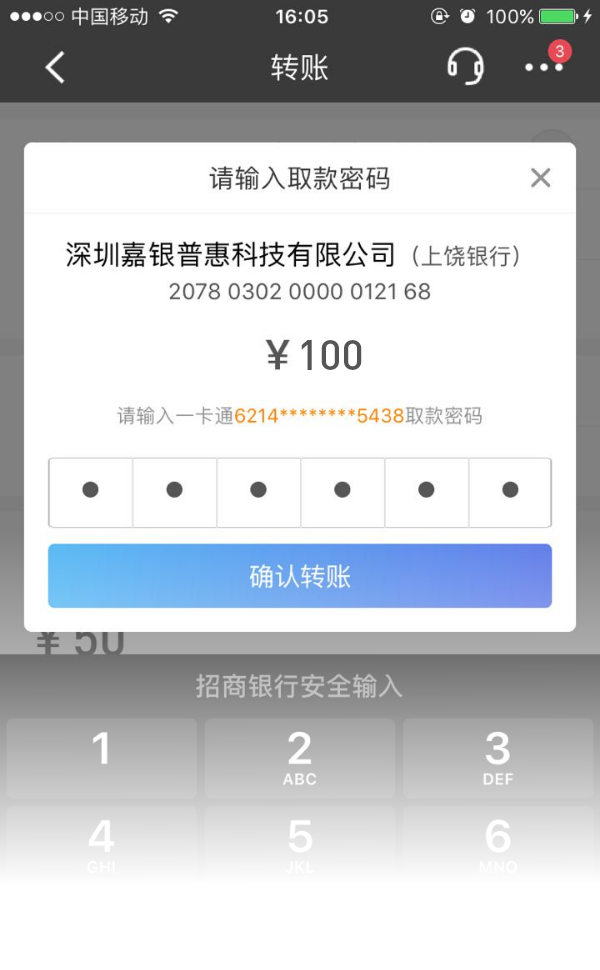 中国移动 16:05 100%
转账 3
请输入取款密码
深圳嘉银普惠科技有限公司（上饶银行）
2078 0302 0000 0121 68
¥ 100
请输入一卡通6214********5438取款密码
确认转账
¥ 50
招商银行安全输入
1 2 3
ABC DEF
4 5 6
GHI JKL MNO